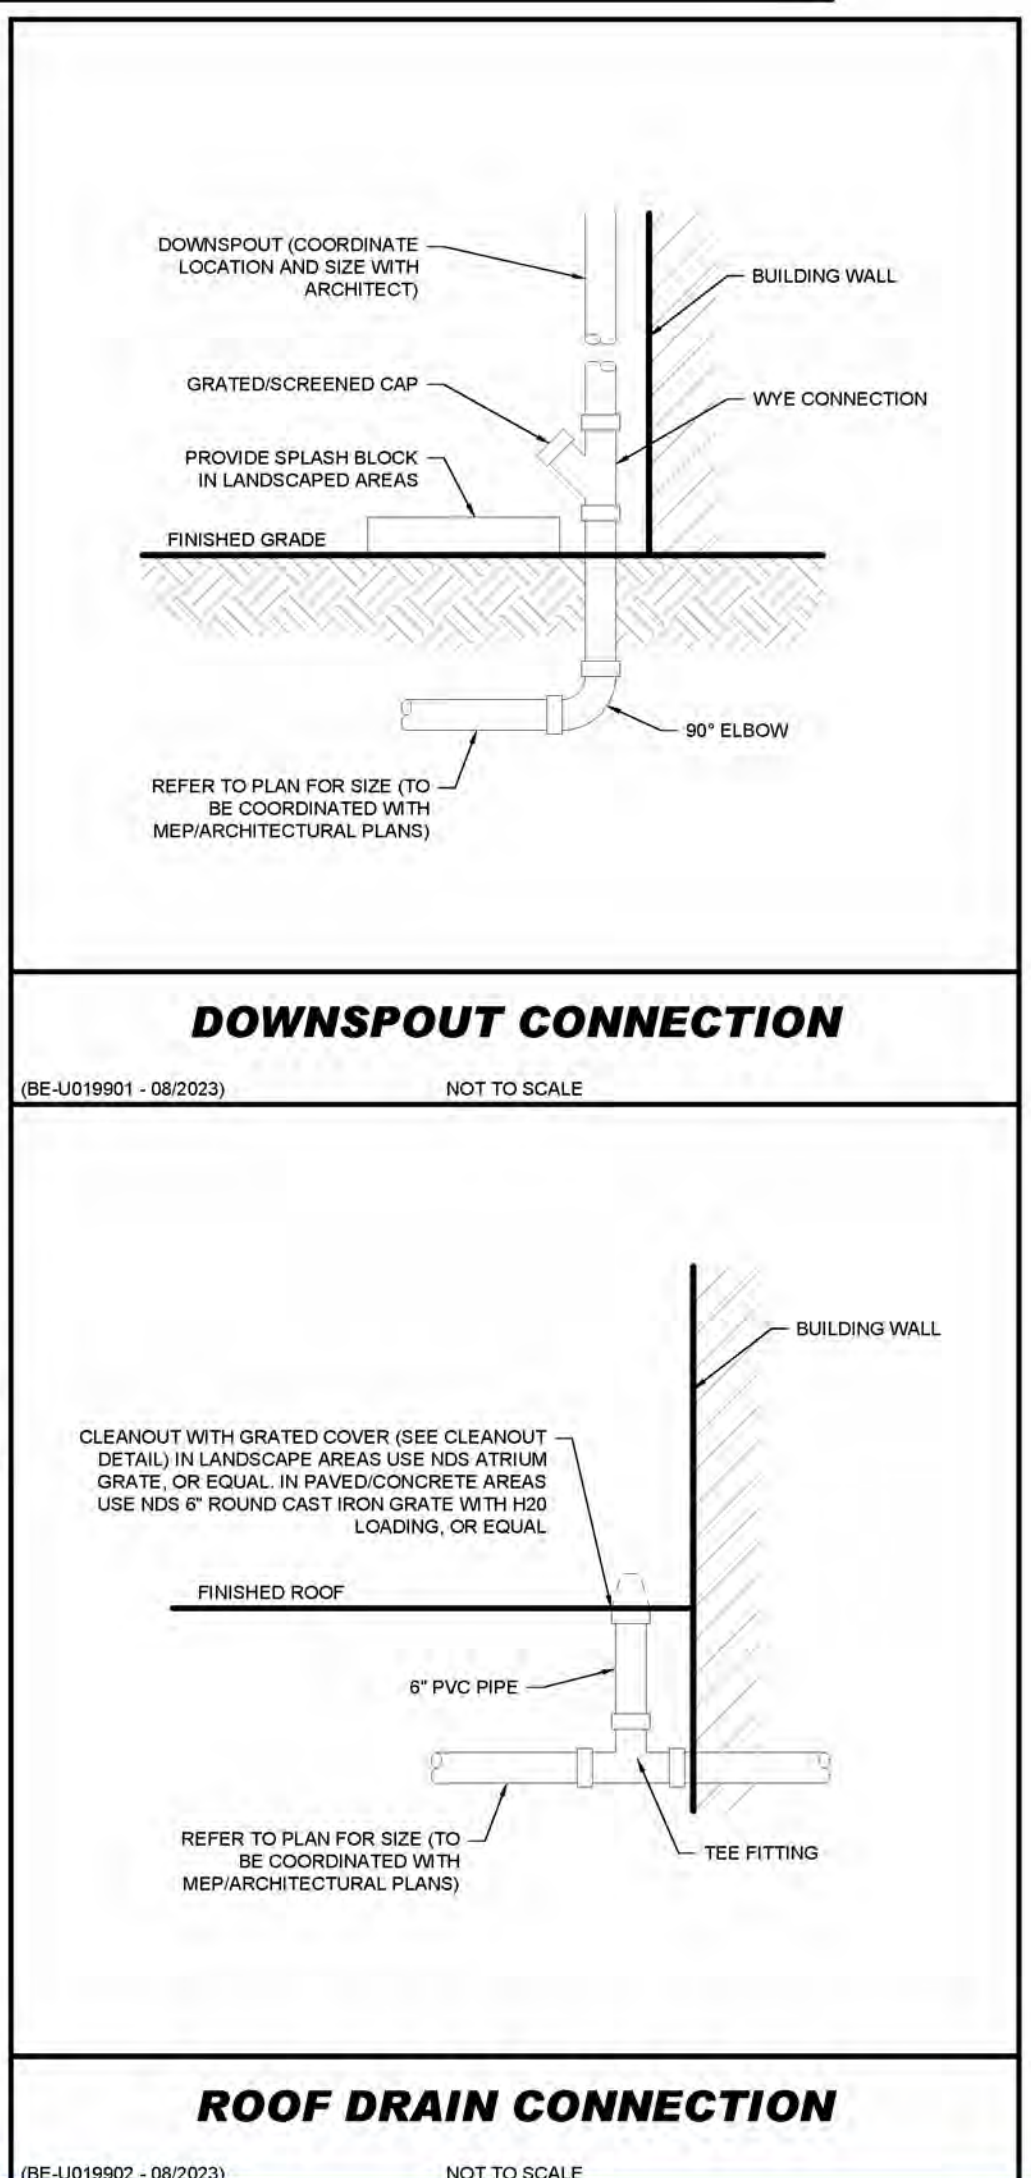 DOWNSPOUT (COORDINATE
LOCATION AND SIZE WITH
ARCHITECT)
BUILDING WALL
GRATED/SCREENED CAP
WYE CONNECTION
PROVIDE SPLASH BLOCK
IN LANDSCAPED AREAS
FINISHED GRADE
90° ELBOW
REFER TO PLAN FOR SIZE (TO
BE COORDINATED WITH
MEP/ARCHITECTURAL PLANS)
DOWNSPOUT CONNECTION
(BE-U019901 - 08/2023)
NOT TO SCALE
BUILDING WALL
CLEANOUT WITH GRATED COVER (SEE CLEANOUT
DETAIL) IN LANDSCAPE AREAS USE NDS ATRIUM
GRATE, OR EQUAL. IN PAVED/CONCRETE AREAS
USE NDS 6" ROUND CAST IRON GRATE WITH H20
LOADING, OR EQUAL
FINISHED ROOF
6" PVC PIPE
REFER TO PLAN FOR SIZE (TO
BE COORDINATED WITH
MEP/ARCHITECTURAL PLANS)
TEE FITTING
ROOF DRAIN CONNECTION
(BE-U019902 - 08/2023)
NOT TO SCALE